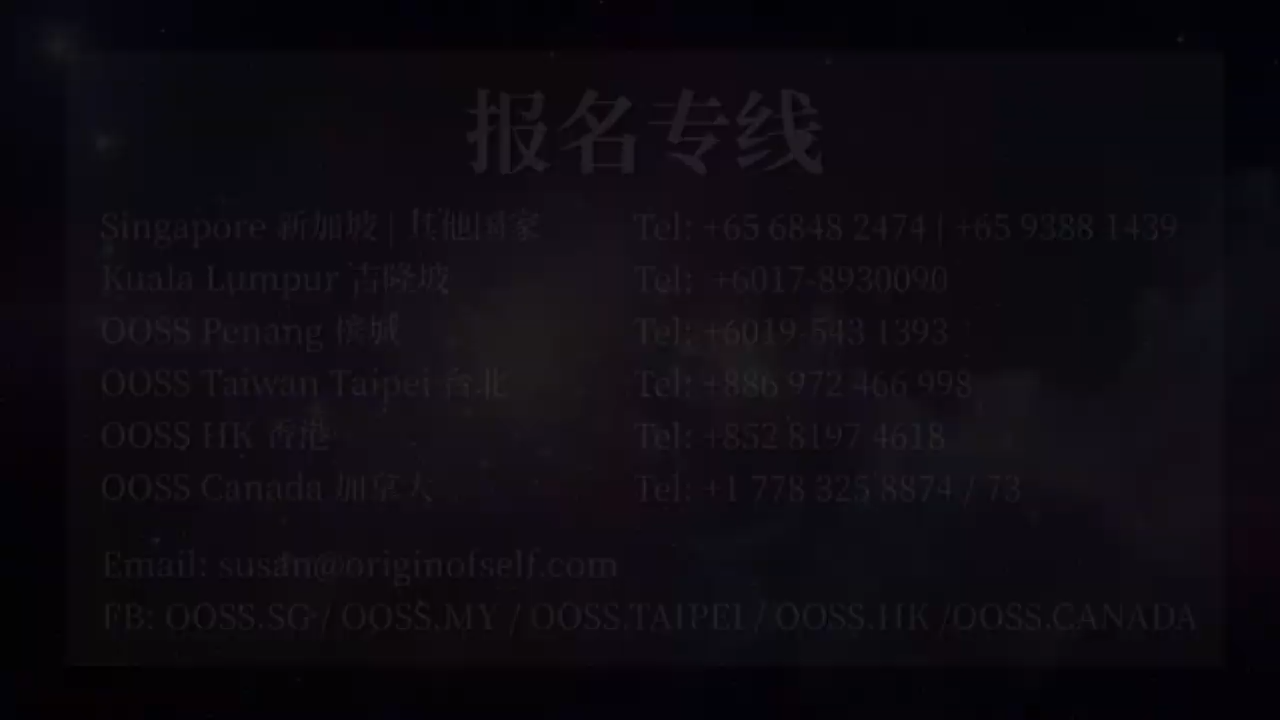 报名专线
Singapore 新加坡 | 其他国家 Tel: +65 6848 2474 | +65 9388 1439
Kuala Lumpur 吉隆坡 Tel: +6017-8930090
OOSS Penang 槟城 Tel: +6019-543 1393
OOSS Taiwan Taipei 台北 Tel: +886 972 466 998
OOSS HK 香港 Tel: +852 8197 4618
OOSS Canada 加拿大 Tel: +1 778 325 8874 / 73
Email: susan@originofself.com
FB: OOSS.SG / OOSS.MY / OOSS.TAIPEI / OOSS.HK /OOSS.CANADA